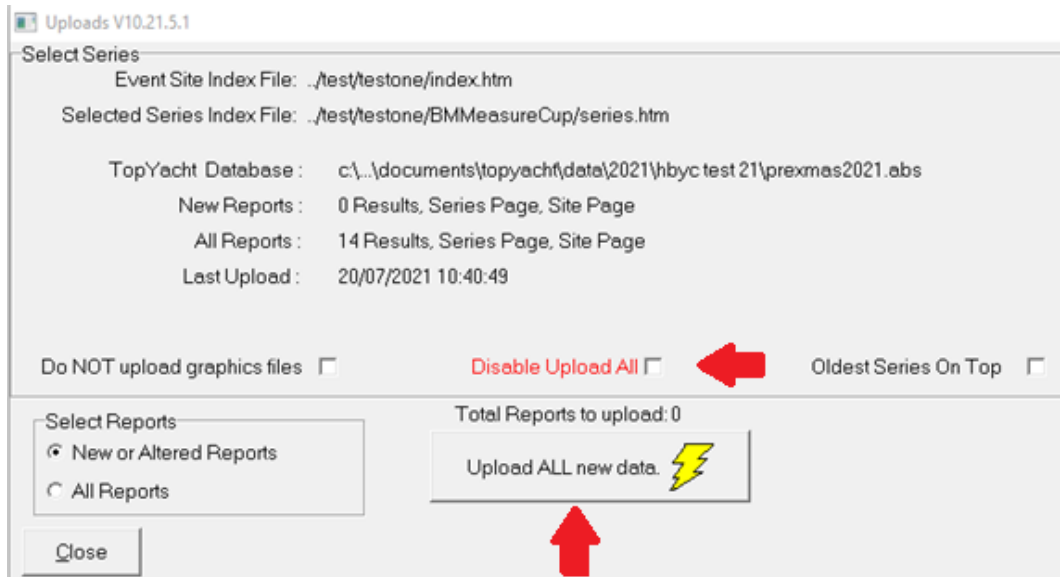 Uploads V10.21.5.1
Select Series
Event Site Index File: ../test/testone/index.htm
Selected Series Index File: ../test/testone/BMMeasureCup/series.htm
TopYacht Database : c:\...\documents\topyacht\data\2021\hbyc test 21\prexmas2021.abs
New Reports : 0 Results, Series Page, Site Page
All Reports : 14 Results, Series Page, Site Page
Last Upload : 20/07/2021 10:40:49
Do NOT upload graphics files Disable Upload All Oldest Series On Top
Select Reports
Total Reports to upload: 0
New or Altered Reports
Upload ALL new data.
All Reports
Close